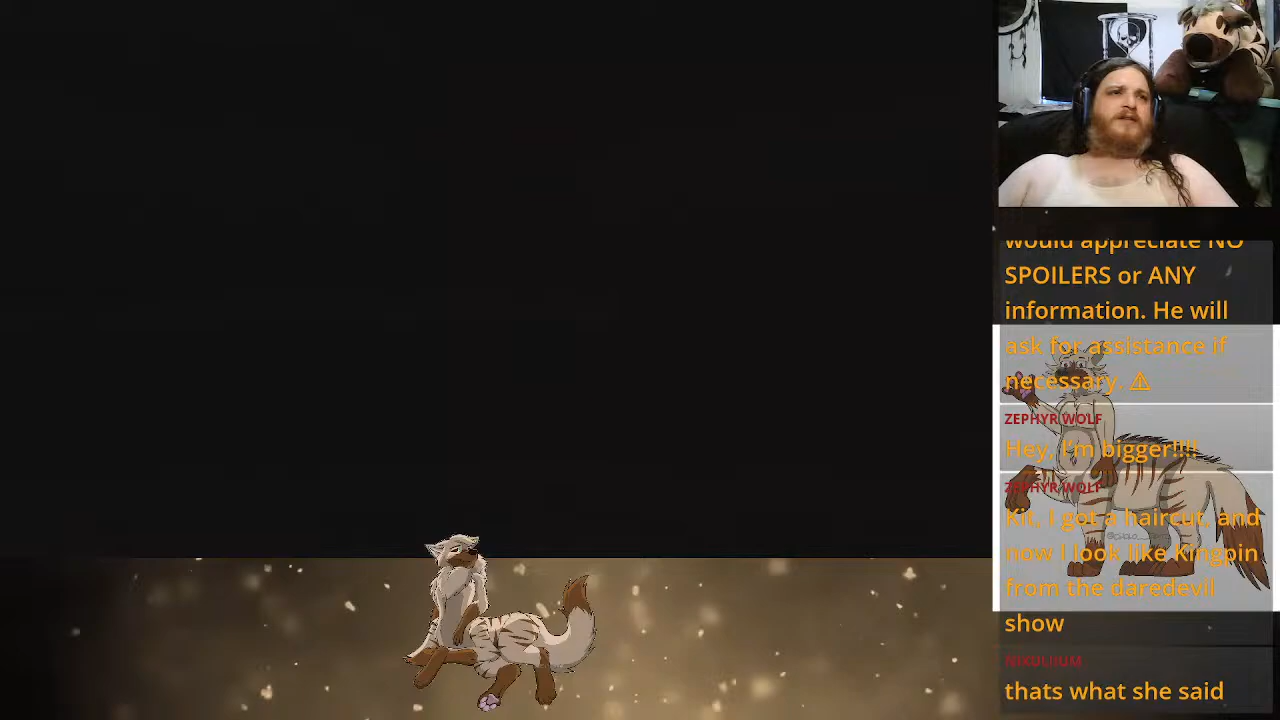 would appreciate NO
SPOILERS or ANY
information. He will
ask for assistance if
necessary. ⚠
ZEPHYR WOLF
Hey, I'm bigger!!!!
ZEPHYR WOLF
Kit, I got a haircut, and
now I look like Kingpin
from the daredevil
show
thats what she said